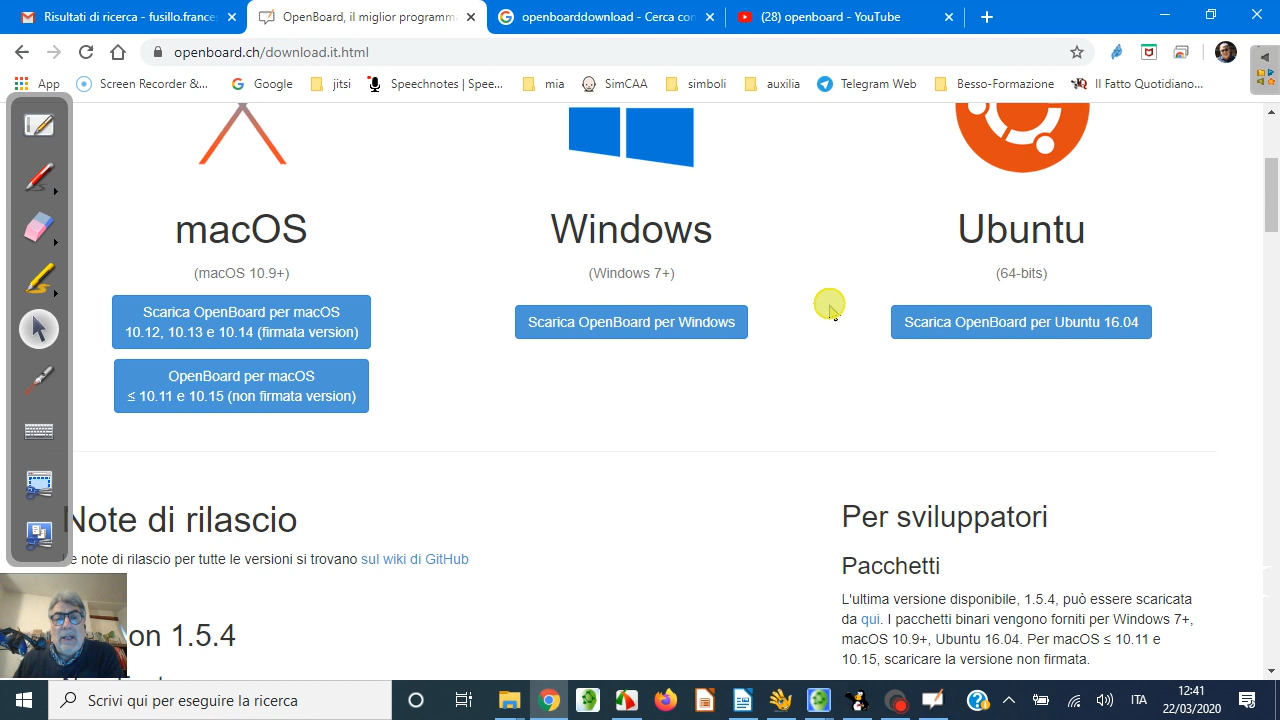 Risultati di ricerca - fusillo.frances
OpenBoard, il miglior programma
openboarddownload - Cerca con
(28) openboard - YouTube
openboard.ch/download.it.html
App
Screen Recorder &...
Google
jitsi
Speechnotes | Spee...
mia
SimCAA
simboli
auxilia
Telegram Web
Besso-Formazione
Il Fatto Quotidiano...
macOS
(macOS 10.9+)
Scarica OpenBoard per macOS
10.12, 10.13 e 10.14 (firmata version)
OpenBoard per macOS
≤ 10.11 e 10.15 (non firmata version)
Windows
(Windows 7+)
Scarica OpenBoard per Windows
Ubuntu
(64-bits)
Scarica OpenBoard per Ubuntu 16.04
Note di rilascio
e note di rilascio per tutte le versioni si trovano sul wiki di GitHub
on 1.5.4
Per sviluppatori
Pacchetti
L'ultima versione disponibile, 1.5.4, può essere scaricata
da qui. I pacchetti binari vengono forniti per Windows 7+,
macOS 10.9+, Ubuntu 16.04. Per macOS ≤ 10.11 e
10.15, scaricare la versione non firmata.
Scrivi qui per eseguire la ricerca
ITA
12:41
22/03/2020